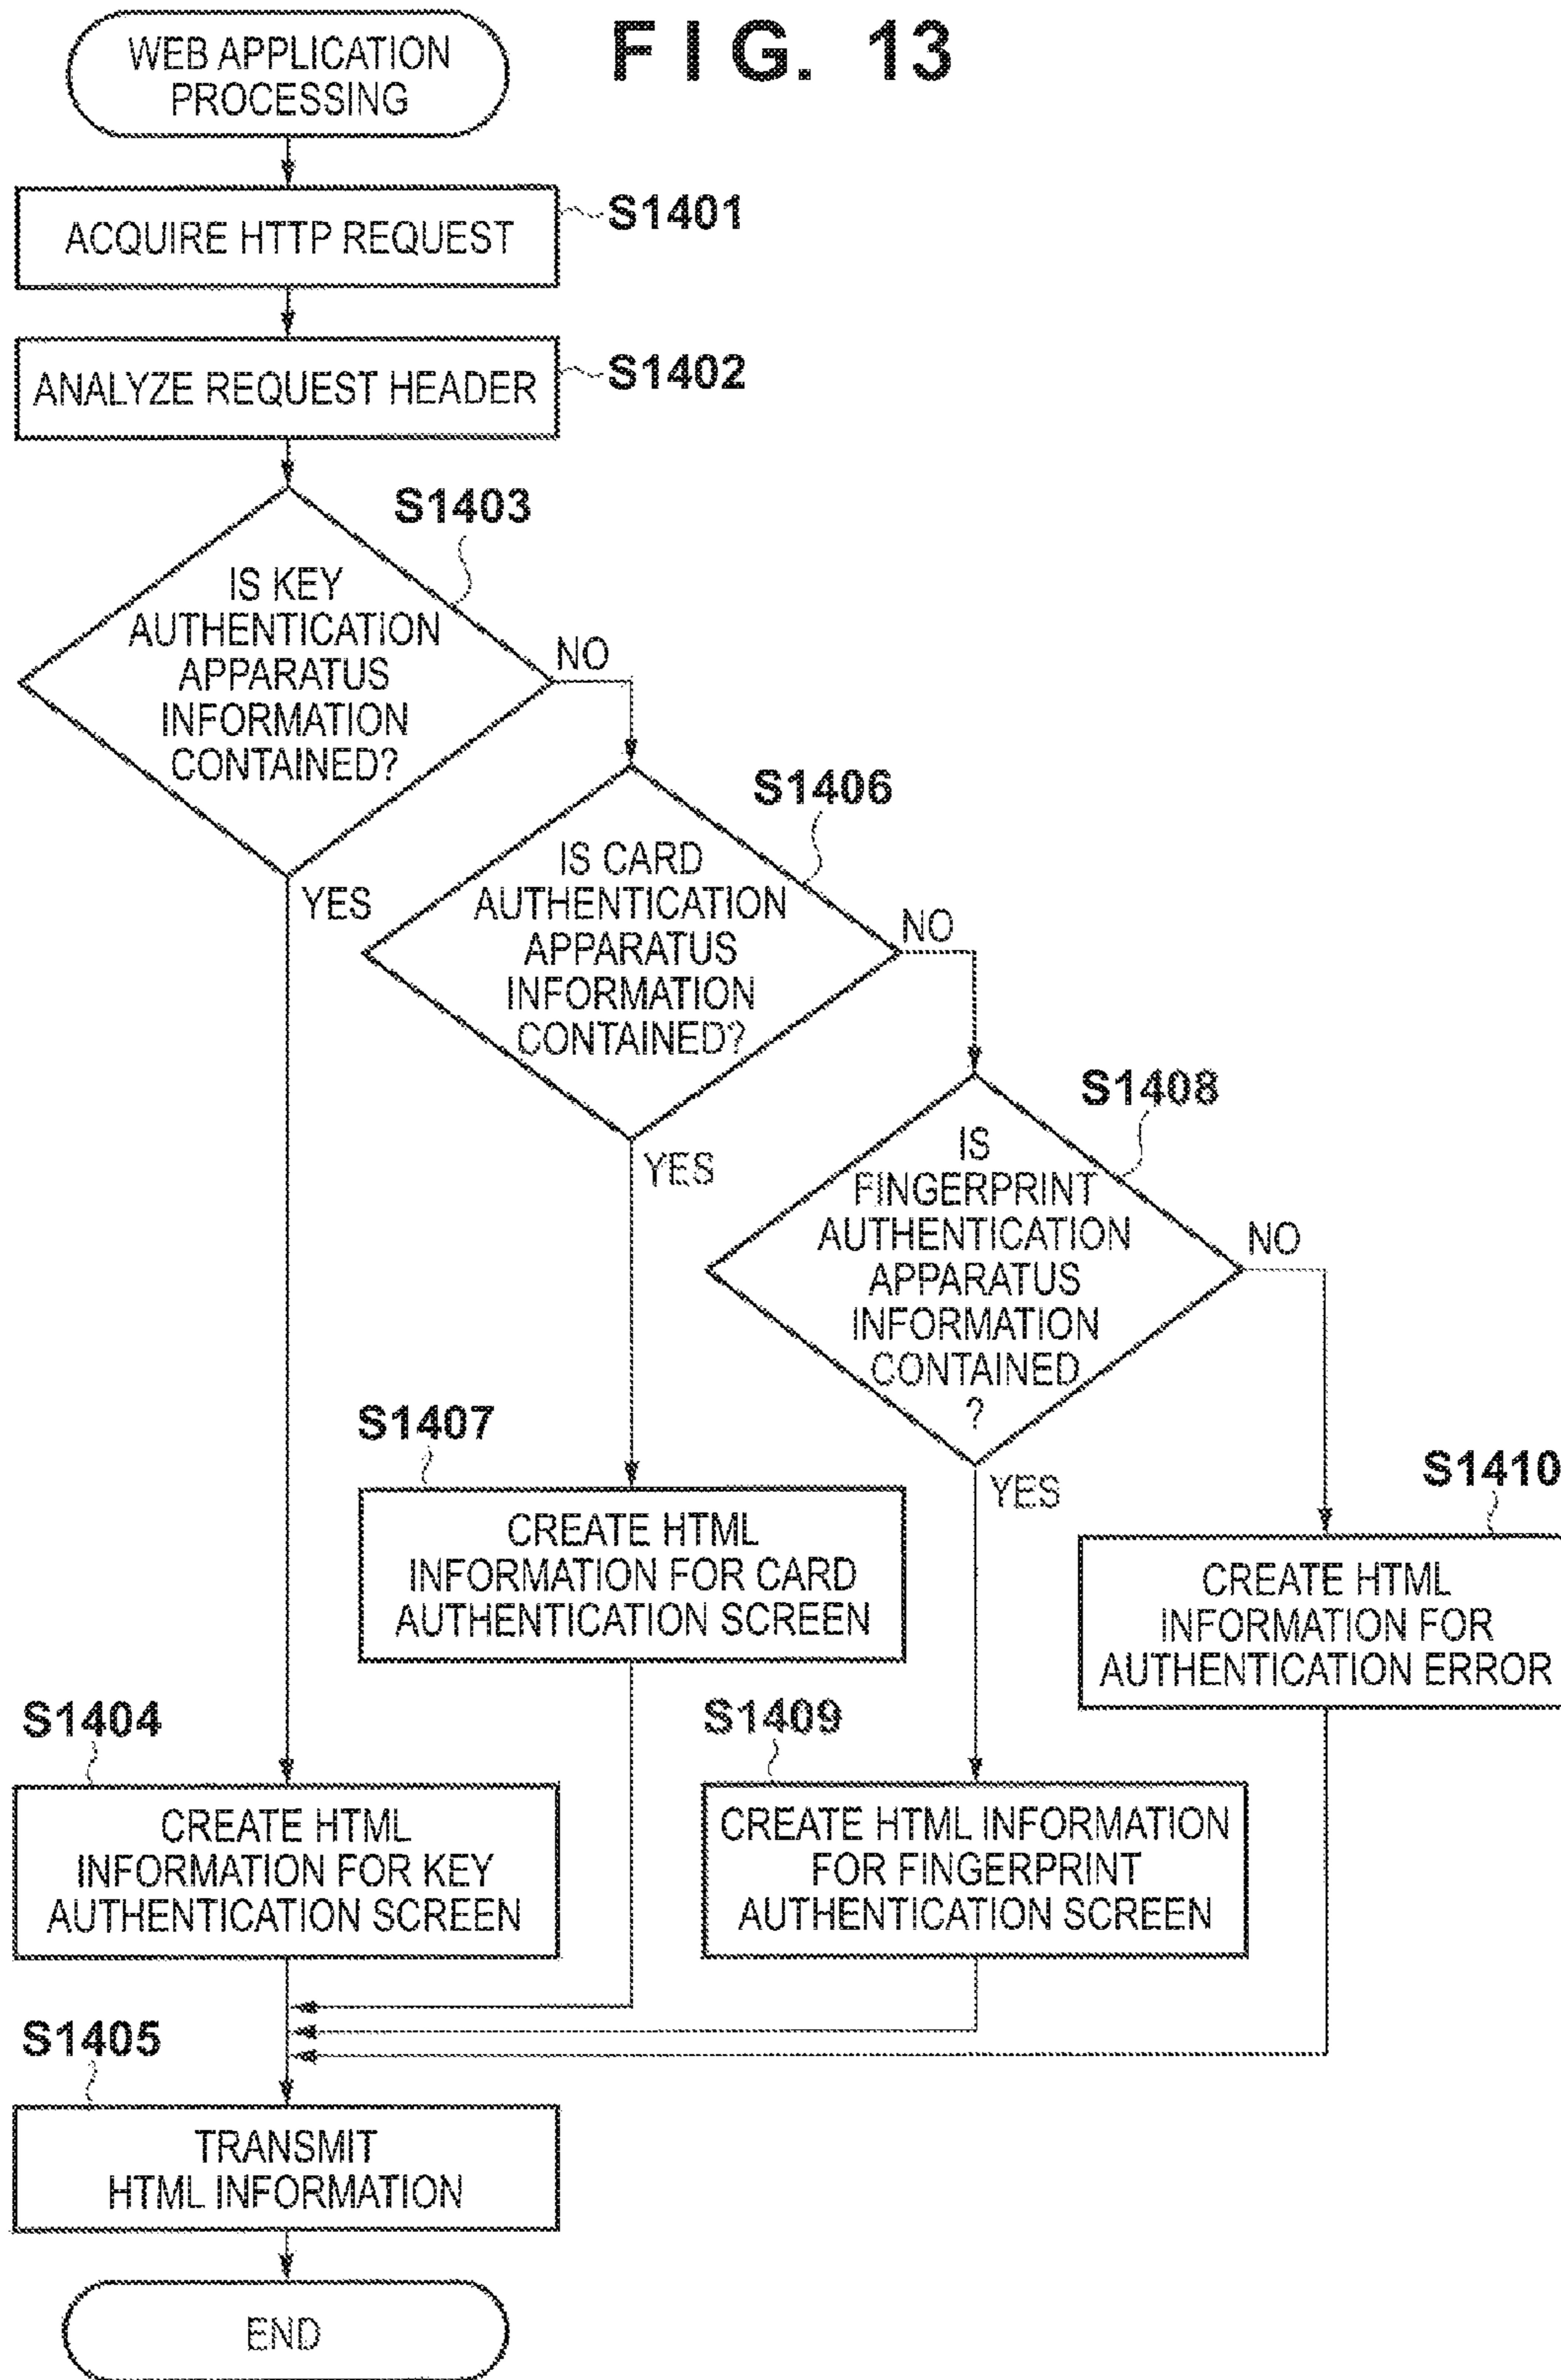 FIG. 13
WEB APPLICATION
PROCESSING
ACQUIRE HTTP REQUEST
S1401
ANALYZE REQUEST HEADER
S1402
S1403
IS KEY
AUTHENTICATION
APPARATUS
INFORMATION
CONTAINED?
NO
YES
S1406
IS CARD
AUTHENTICATION
APPARATUS
INFORMATION
CONTAINED?
NO
YES
S1408
IS
FINGERPRINT
AUTHENTICATION
APPARATUS
INFORMATION
CONTAINED
?
NO
YES
S1407
CREATE HTML
INFORMATION FOR CARD
AUTHENTICATION SCREEN
S1410
CREATE HTML
INFORMATION FOR
AUTHENTICATION ERROR
S1404
CREATE HTML
INFORMATION FOR KEY
AUTHENTICATION SCREEN
S1409
CREATE HTML INFORMATION
FOR FINGERPRINT
AUTHENTICATION SCREEN
S1405
TRANSMIT
HTML INFORMATION
END